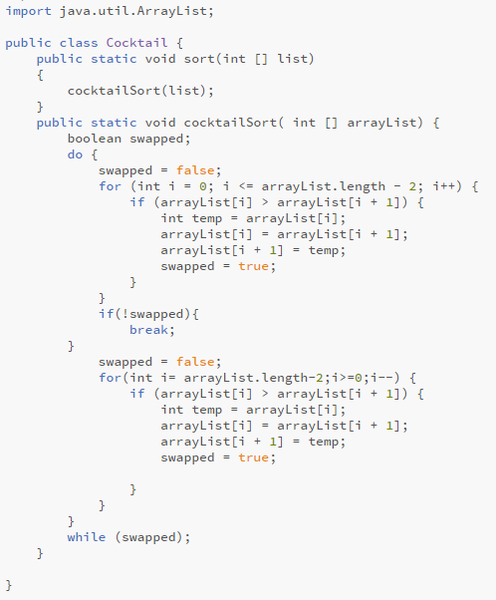 import java.util.ArrayList;
public class Cocktail {
public static void sort(int [] list)
{
cocktailSort(list);
}
public static void cocktailSort( int [] arrayList) {
boolean swapped;
do {
swapped = false;
for (int i = 0; i <= arrayList.length - 2; i++) {
if (arrayList[i] > arrayList[i + 1]) {
int temp = arrayList[i];
arrayList[i] = arrayList[i + 1];
arrayList[i + 1] = temp;
swapped = true;
}
}
if(!swapped){
break;
}
swapped = false;
for(int i= arrayList.length-2;i>=0;i--) {
if (arrayList[i] > arrayList[i + 1]) {
int temp = arrayList[i];
arrayList[i] = arrayList[i + 1];
arrayList[i + 1] = temp;
swapped = true;
}
}
}
while (swapped);
}
}